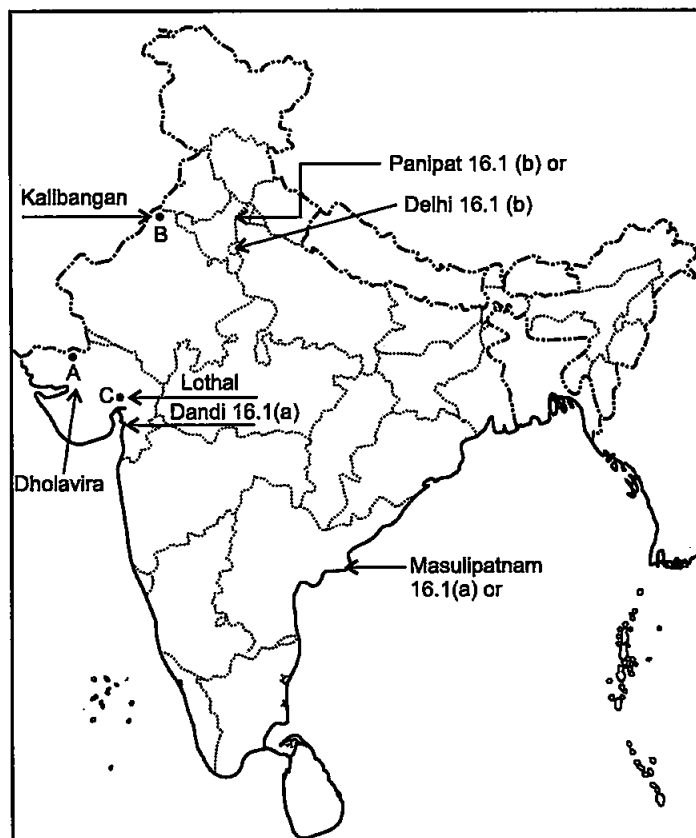 Panipat 16.1 (b) or
Kalibangan
Delhi 16.1 (b)
B
A
C
Lothal
Dandi 16.1(a)
Dholavira
Masulipatnam
16.1(a) or